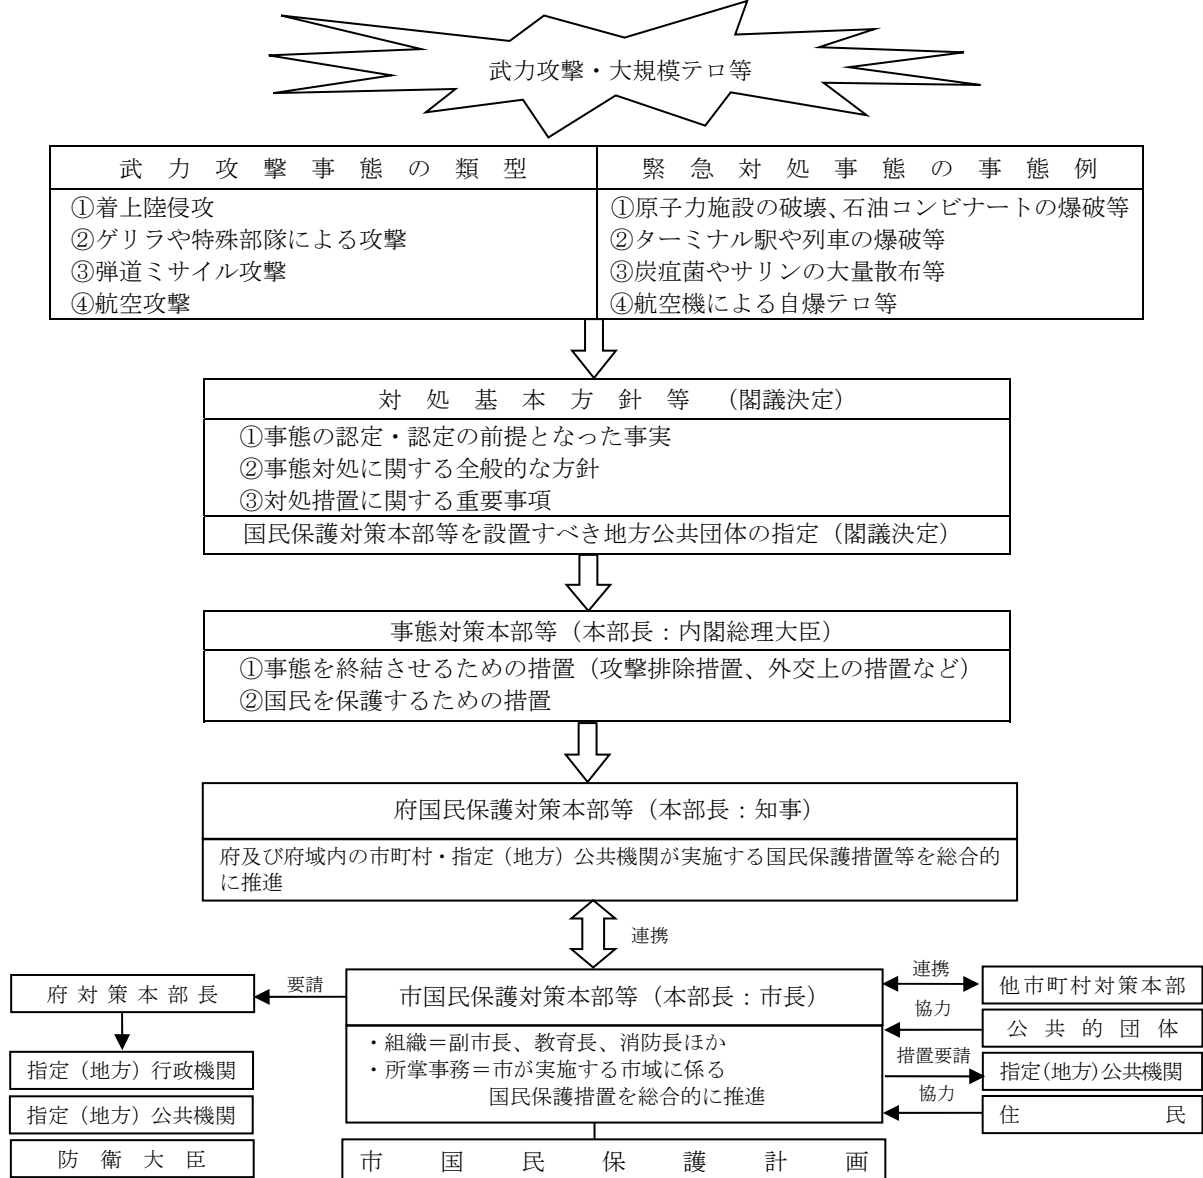 武力攻撃・大規模テロ等
武力攻撃事態の類型
①着上陸侵攻
②ゲリラや特殊部隊による攻撃
③弾道ミサイル攻撃
④航空攻撃
緊急対処事態の事態例
①原子力施設の破壊、石油コンビナートの爆破等
②ターミナル駅や列車の爆破等
③炭疽菌やサリンの大量散布等
④航空機による自爆テロ等
対処基本方針等（閣議決定）
①事態の認定・認定の前提となった事実
②事態対処に関する全般的な方針
③対処措置に関する重要事項
国民保護対策本部等を設置すべき地方公共団体の指定（閣議決定）
事態対策本部等（本部長：内閣総理大臣）
①事態を終結させるための措置（攻撃排除措置、外交上の措置など）
②国民を保護するための措置
府国民保護対策本部等（本部長：知事）
府及び府域内の市町村・指定（地方）公共機関が実施する国民保護措置等を総合的
に推進
連携
府対策本部長
要請
指定（地方）行政機関
指定（地方）公共機関
防衛大臣
市国民保護対策本部等（本部長：市長）
・組織＝副市長、教育長、消防長ほか
・所掌事務＝市が実施する市域に係る
国民保護措置を総合的に推進
市国民保護計画
連携
他市町村対策本部
協力
公共的団体
措置要請
指定（地方）公共機関
協力
住民